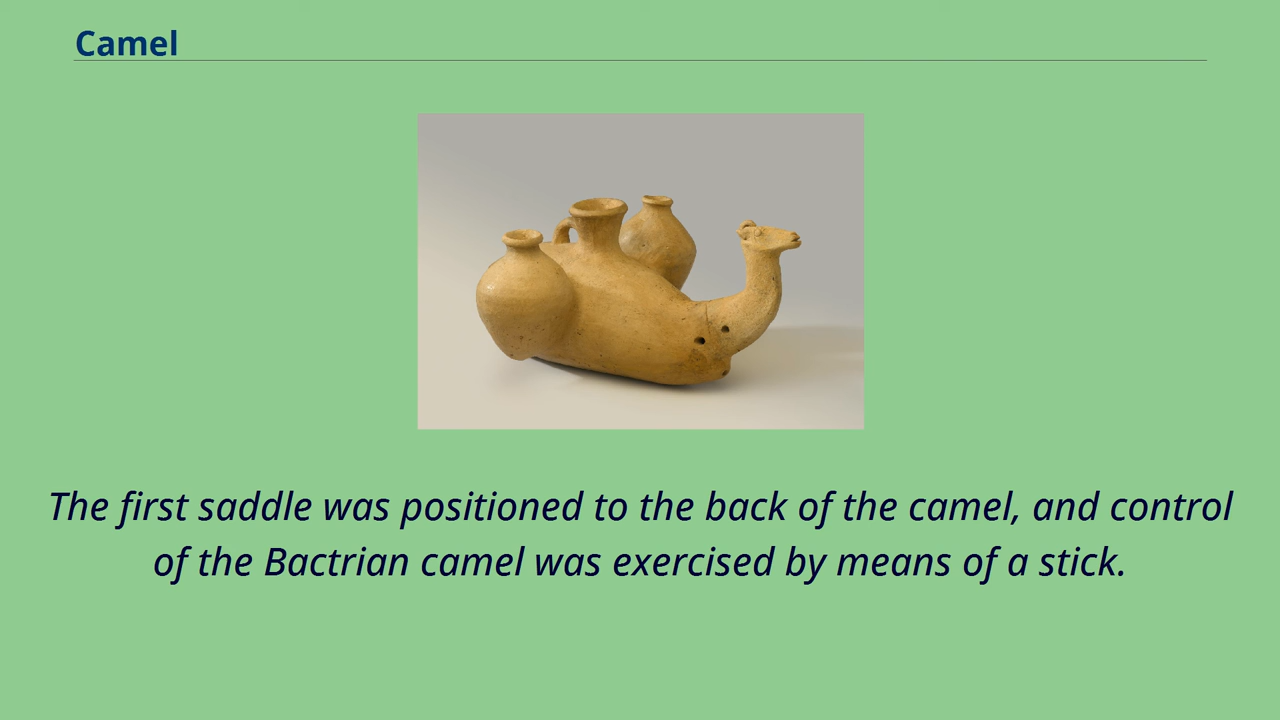 Camel
The first saddle was positioned to the back of the camel, and control
of the Bactrian camel was exercised by means of a stick.